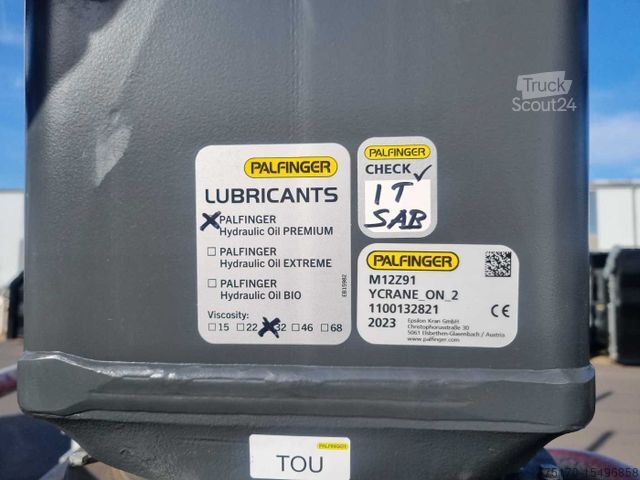 Truck
Scout24
PALFINGER
LUBRICANTS
PALFINGER
Hydraulic Oil PREMIUM
PALFINGER
Hydraulic Oil EXTREME
PALFINGER
Hydraulic Oil BIO
Viscosity:
15 22 32 46 68
EB15982
PALFINGER
CHECK
1T
SAB
PALFINGER
M12Z91
YCRANE_ON_2
1100132821
2023
Epsilon Kran GmbH
Christophorusstraße 30
5061 Elsbethen-Glasenbach / Austria
www.palfinger.com
CE
PALFINGER
TOU